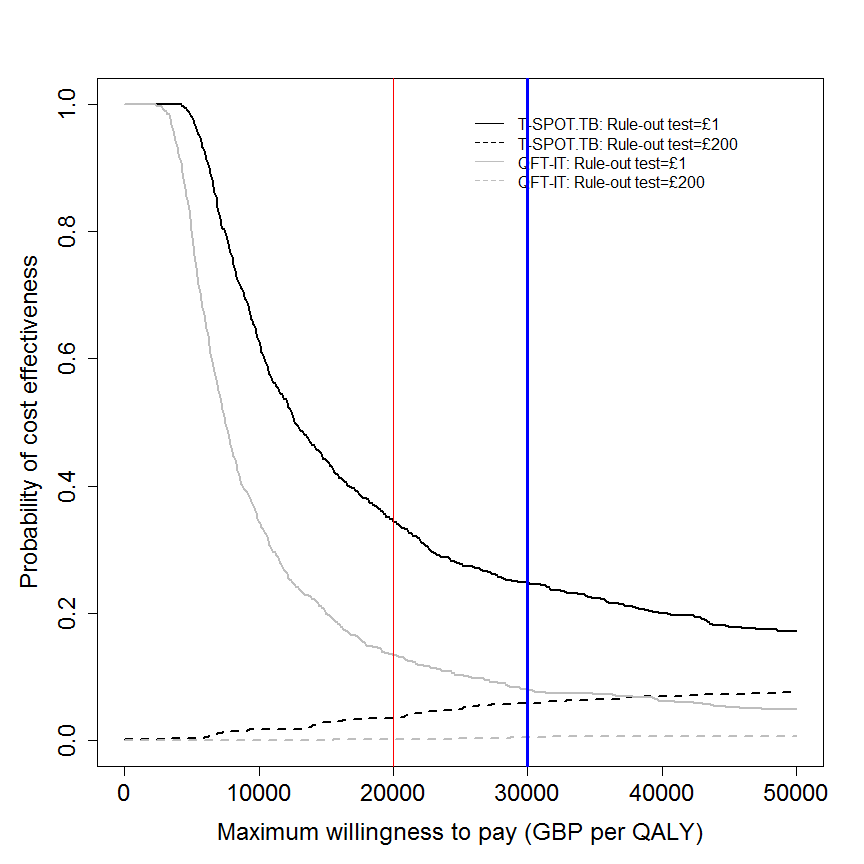 T-SPOT.TB: Rule-out test=£1
T-SPOT.TB: Rule-out test=£200
QFT-IT: Rule-out test=£1
QFT-IT: Rule-out test=£200
Probability of cost effectiveness
1.0
0.8
0.6
0.4
0.2
0.0
0 10000 20000 30000 40000 50000
Maximum willingness to pay (GBP per QALY)